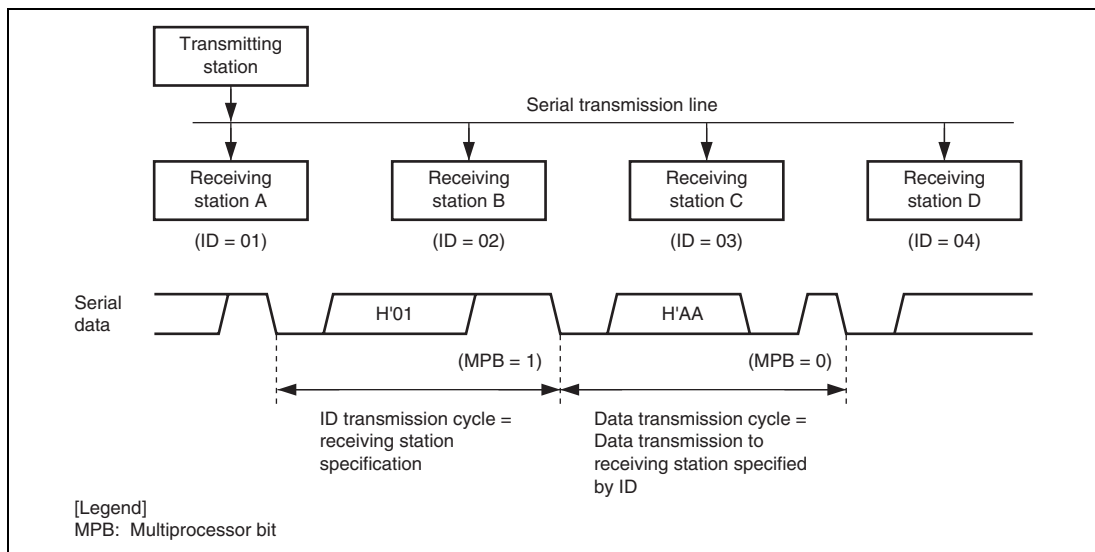 Transmitting
station
Serial transmission line
Receiving
station A
Receiving
station B
Receiving
station C
Receiving
station D
(ID = 01)
(ID = 02)
(ID = 03)
(ID = 04)
Serial
data
H'01
H'AA
(MPB = 1)
(MPB = 0)
ID transmission cycle =
receiving station
specification
Data transmission cycle =
Data transmission to
receiving station specified
by ID
[Legend]
MPB: Multiprocessor bit